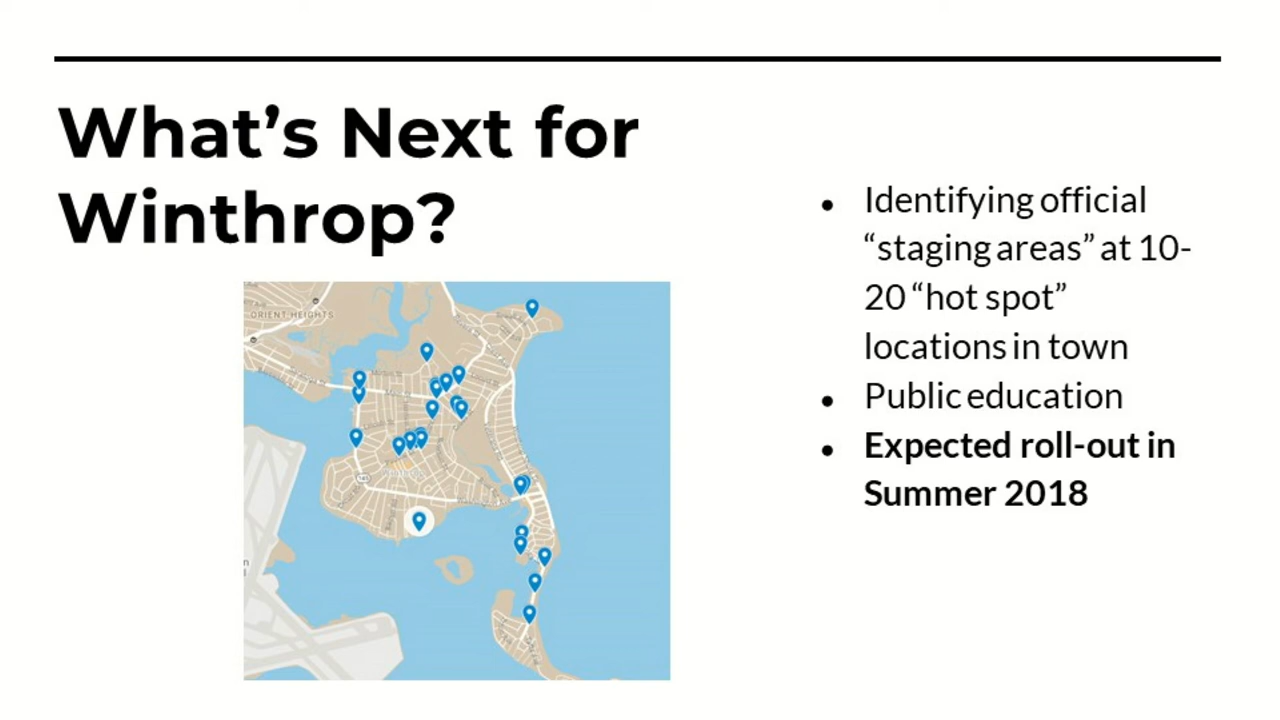 What’s Next for
Winthrop?
Identifying official
“staging areas” at 10-
20 “hot spot”
locations in town
Public education
Expected roll-out in
Summer 2018
ORIENT HEIGHTS
Winthrop